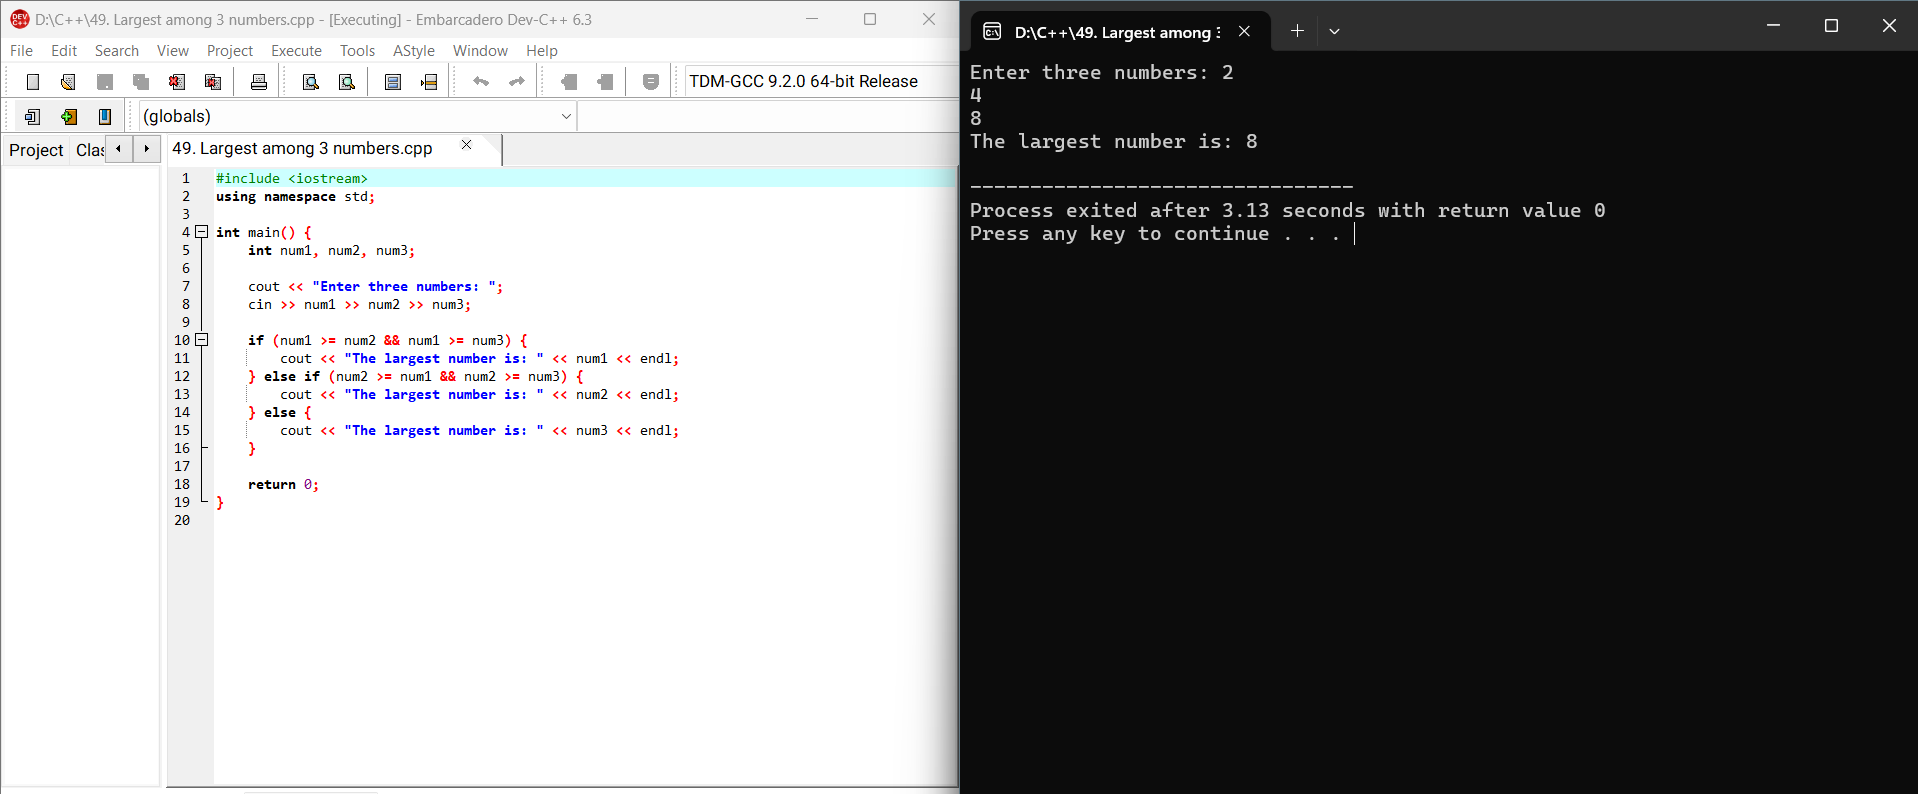 D:\C++\49. Largest among 3 numbers.cpp - [Executing] - Embarcadero Dev-C++ 6.3
File Edit Search View Project Execute Tools AStyle Window Help
TDM-GCC 9.2.0 64-bit Release
(globals)
Project Clas
49. Largest among 3 numbers.cpp
1 #include <iostream>
2 using namespace std;
3
4 int main() {
5     int num1, num2, num3;
6
7     cout << "Enter three numbers: ";
8     cin >> num1 >> num2 >> num3;
9
10     if (num1 >= num2 && num1 >= num3) {
11         cout << "The largest number is: " << num1 << endl;
12     } else if (num2 >= num1 && num2 >= num3) {
13         cout << "The largest number is: " << num2 << endl;
14     } else {
15         cout << "The largest number is: " << num3 << endl;
16     }
17
18     return 0;
19 }
20
D:\C++\49. Largest among 3
Enter three numbers: 2
4
8
The largest number is: 8
--------------------------------
Process exited after 3.13 seconds with return value 0
Press any key to continue . . .